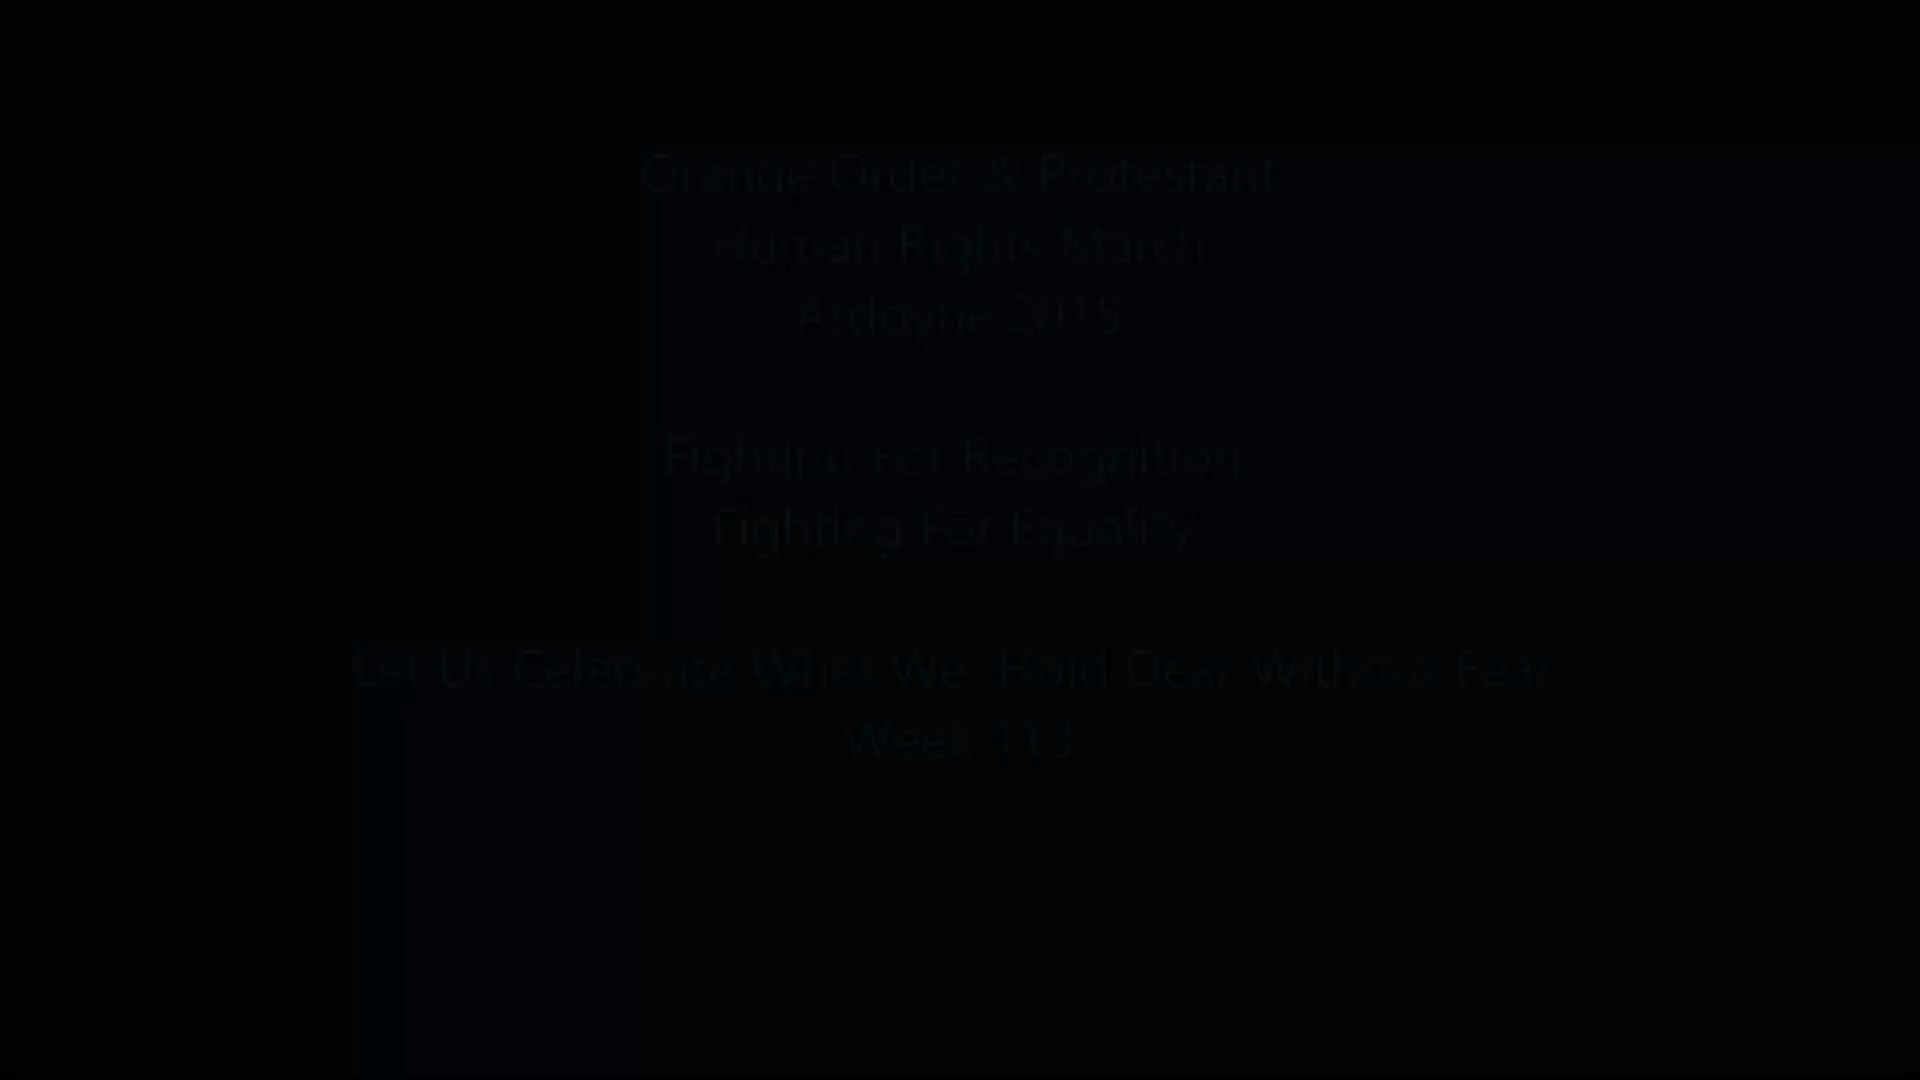 Orange Order & Protestant
Human Rights March
Ardoyne 2015
Fighting For Recognition,
Fighting For Equality
Let Us Celebrate What We Hold Dear Without Fear.
Week 113